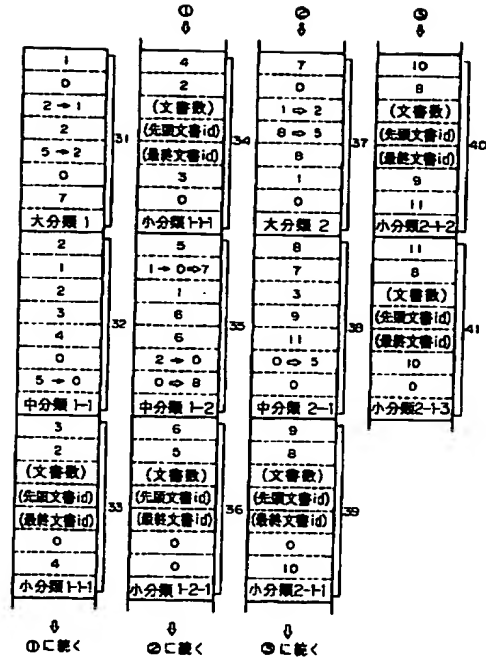 1
0
2→1
2
5→2
0
7
大分類 1
31
2
1
2
3
4
0
5→0
中分類 1-1
32
3
2
(文書数)
(先頭文書id)
(最終文書id)
0
4
小分類 1-1-1
33
⇩
①に続く
①
⇩
4
2
(文書数)
(先頭文書id)
(最終文書id)
3
0
小分類 1-1-1
34
5
1→0⇨7
1
6
6
2→0
0⇨8
中分類 1-2
35
6
5
(文書数)
(先頭文書id)
(最終文書id)
0
0
小分類 1-2-1
36
⇩
②に続く
②
⇩
7
0
1⇨2
8⇨5
8
1
0
大分類 2
37
8
7
3
9
11
0⇨5
0
中分類 2-1
38
9
8
(文書数)
(先頭文書id)
(最終文書id)
0
10
小分類2-1-1
39
⇩
③に続く
③
⇩
10
8
(文書数)
(先頭文書id)
(最終文書id)
9
11
小分類2-1-2
40
11
8
(文書数)
(先頭文書id)
(最終文書id)
10
0
小分類2-1-3
41